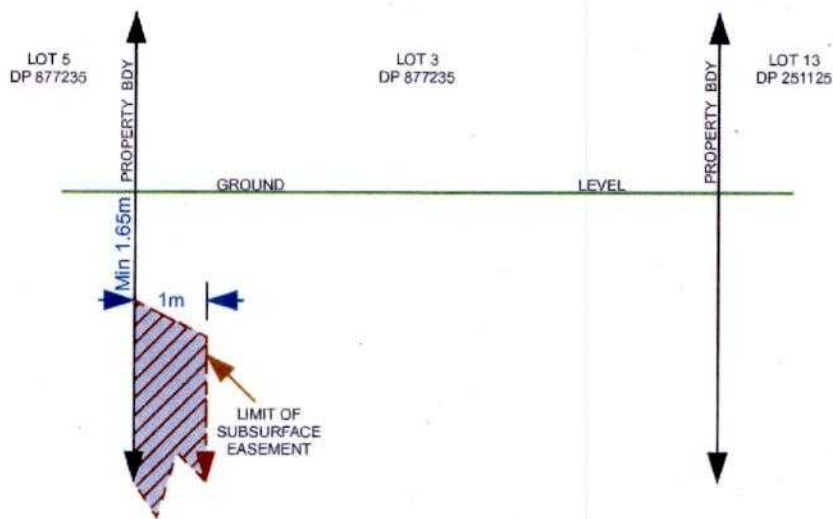 LOT 5
DP 877235
LOT 3
DP 877235
LOT 13
DP 251125
PROPERTY BDY
PROPERTY BDY
GROUND LEVEL
Min 1.65m
1m
LIMIT OF
SUBSURFACE
EASEMENT